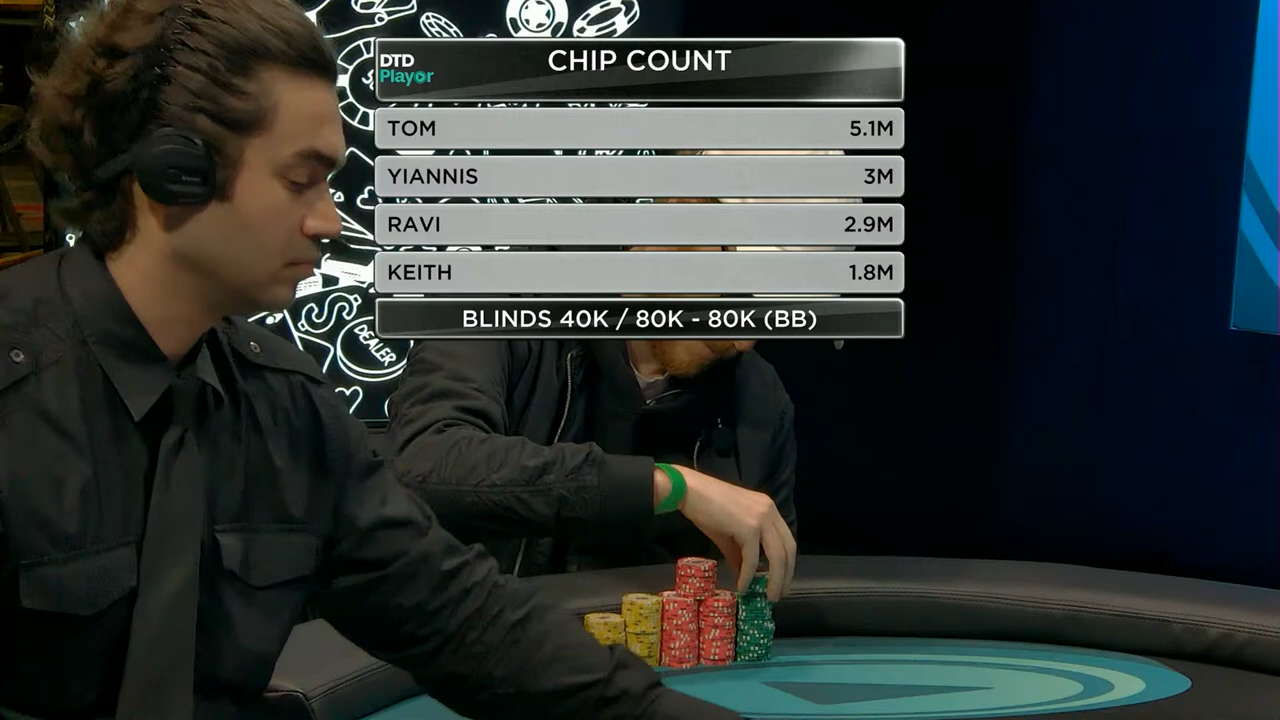 DTD
Player
CHIP COUNT
TOM 5.1M
YIANNIS 3M
RAVI 2.9M
KEITH 1.8M
BLINDS 40K / 80K - 80K (BB)
DEALER